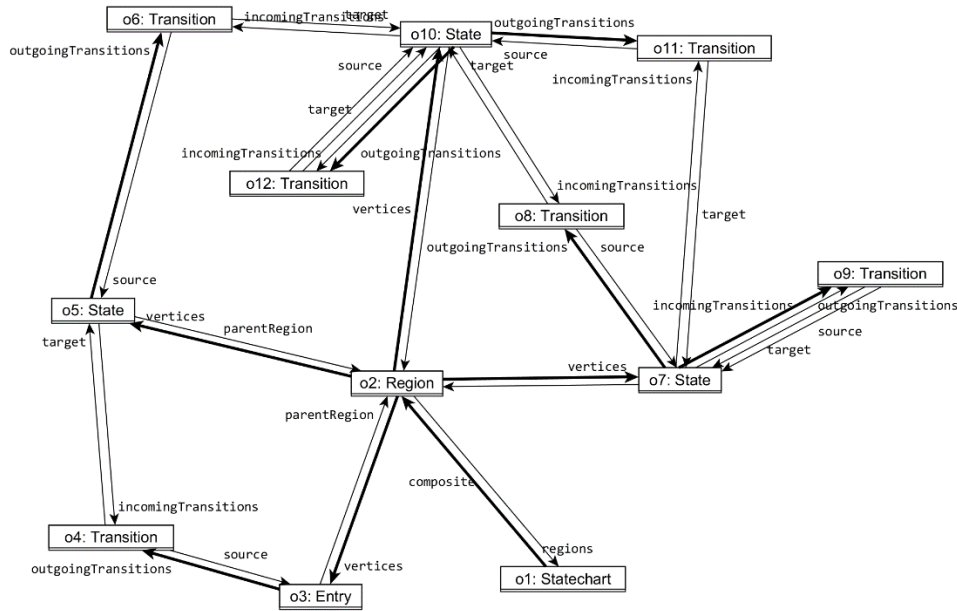 o6: Transition
incomingTransitions
target
outgoingTransitions
o10: State
outgoingTransitions
o11: Transition
source
target
source
incomingTransitions
target
incomingTransitions
outgoingTransitions
o12: Transition
incomingTransitions
vertices
o8: Transition
target
outgoingTransitions
source
o9: Transition
source
o5: State
vertices
parentRegion
incomingTransitions
outgoingTransitions
source
target
target
vertices
o2: Region
o7: State
parentRegion
composite
incomingTransitions
o4: Transition
source
regions
outgoingTransitions
vertices
o1: Statechart
o3: Entry